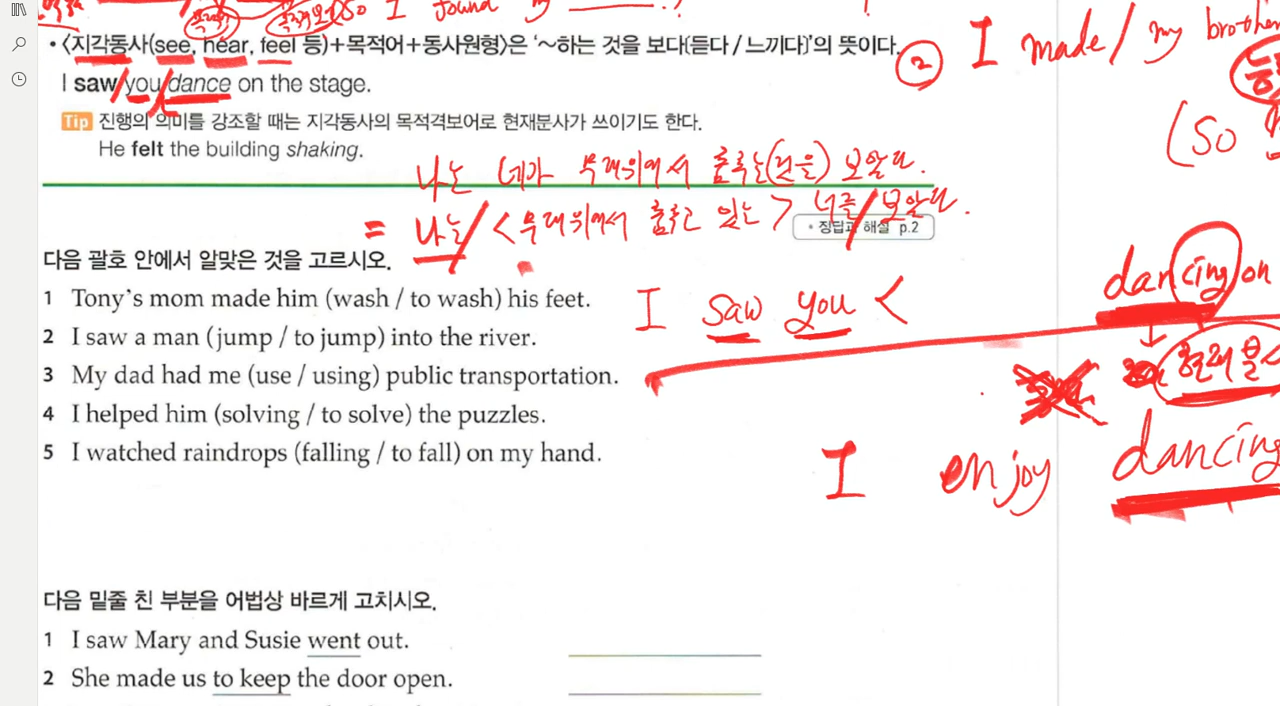 So I found my
• <지각동사(see, hear, feel 등)+목적어+동사원형>은 '~하는 것을 보다[듣다/느끼다]'의 뜻이다.
② I made / my brother
I saw you dance on the stage.
(So
Tip 진행의 의미를 강조할 때는 지각동사의 목적격보어로 현재분사가 쓰이기도 한다.
He felt the building shaking.
나는 네가 무대위에서 춤추는(것을) 보았다.
= 나는 / < 무대위에서 춤추고 있는 > 너를 / 보았다.
• 정답과 해설 p.2
다음 괄호 안에서 알맞은 것을 고르시오.
1 Tony's mom made him (wash / to wash) his feet.
I saw you < dancing on
2 I saw a man (jump / to jump) into the river.
3 My dad had me (use / using) public transportation.
4 I helped him (solving / to solve) the puzzles.
5 I watched raindrops (falling / to fall) on my hand.
I enjoy dancing
다음 밑줄 친 부분을 어법상 바르게 고치시오.
1 I saw Mary and Susie went out.
2 She made us to keep the door open.